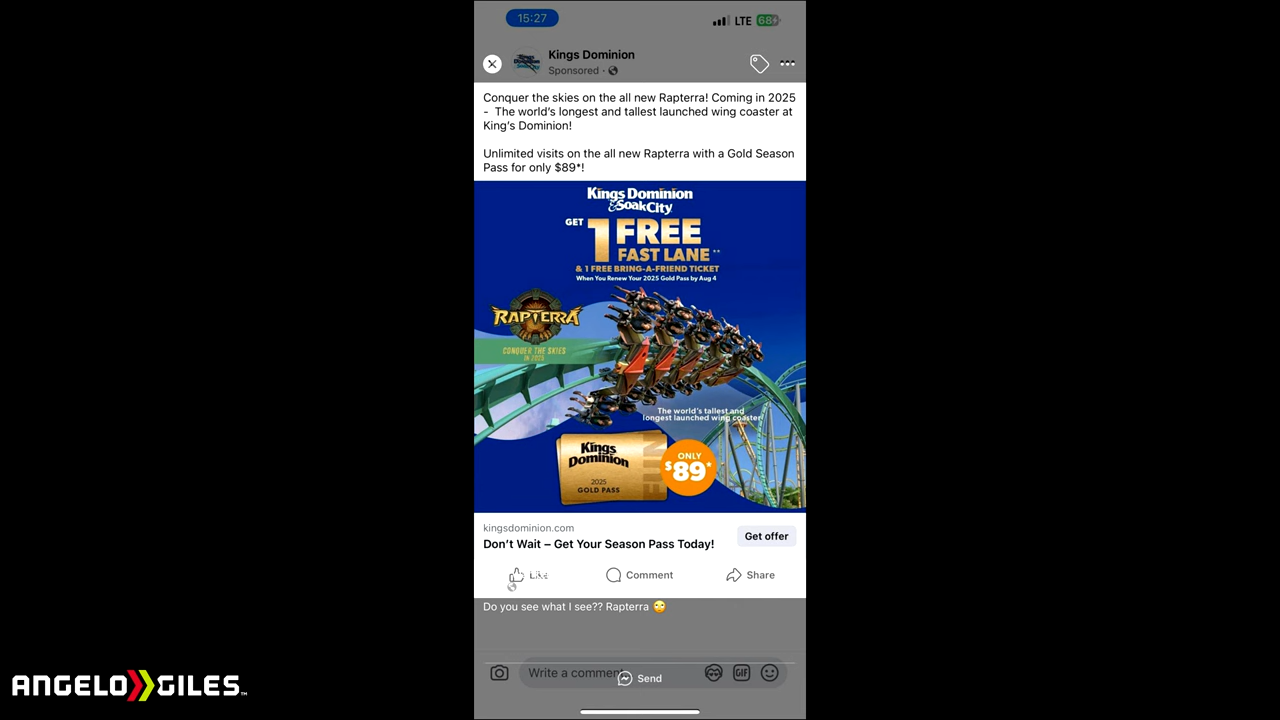 15:27
LTE
68
Kings Dominion
Sponsored ·
Conquer the skies on the all new Rapterra! Coming in 2025
- The world's longest and tallest launched wing coaster at
King's Dominion!
Unlimited visits on the all new Rapterra with a Gold Season
Pass for only $89*!
Kings Dominion
& Soak City
GET 1 FREE
FAST LANE**
& 1 FREE BRING-A-FRIEND TICKET
When You Renew Your 2025 Gold Pass by Aug 4
RAPTERRA
CONQUER THE SKIES
IN 2025
The world's tallest and
longest launched wing coaster
Kings
Dominion
2025
GOLD PASS
FUN
ONLY
$89*
kingsdominion.com
Don't Wait – Get Your Season Pass Today!
Get offer
Like
Comment
Share
Do you see what I see?? Rapterra 🙄
Write a comment
GIF
Send
ANGELO GILES™